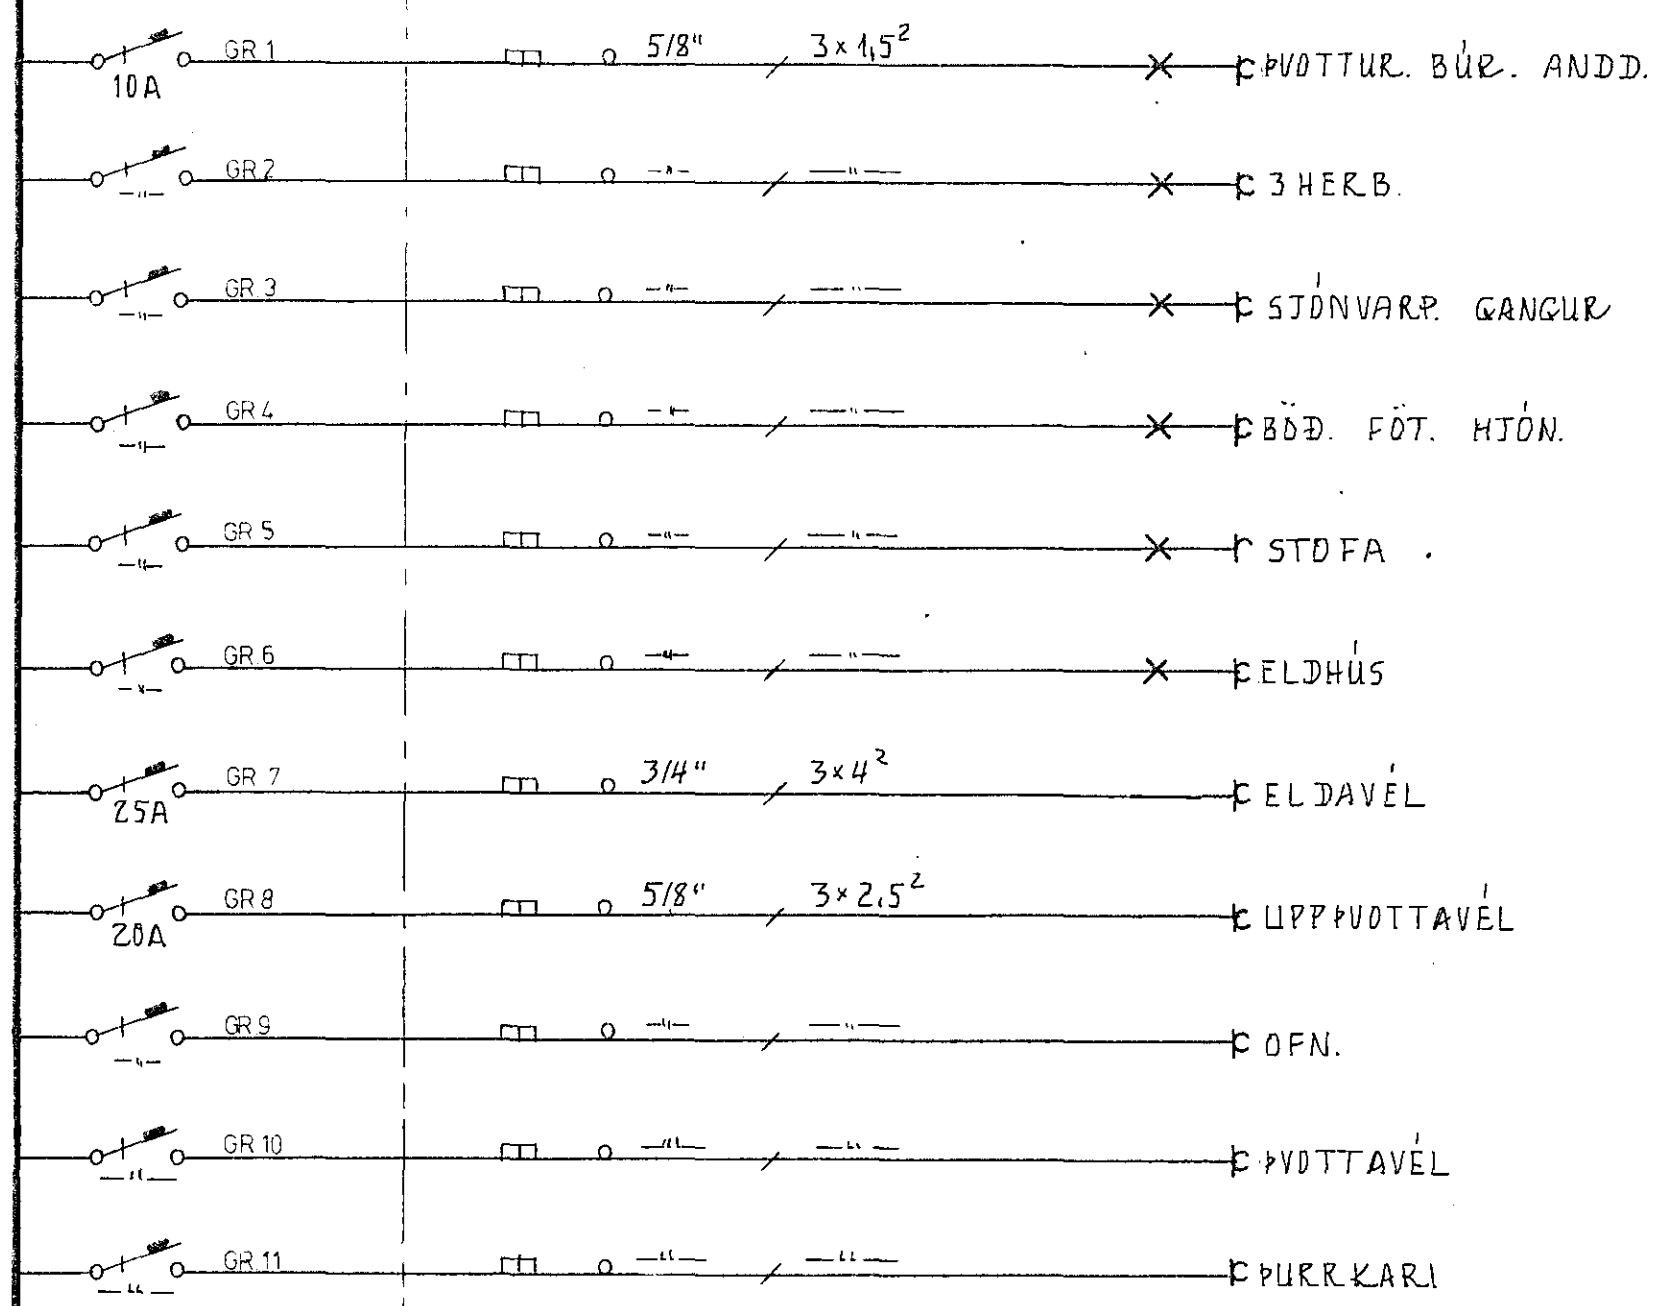 GR 1 5/8" 3 x 1,5² ÞVOTTUR. BÚR. ANDD.
10A
GR 2 —"— —"— 3 HERB.
—"—
GR.3 —"— —"— SJÓNVARP. GANGUR
—"—
GR 4 —"— —"— BÖÐ. FÖT. HJÓN.
—"—
GR 5 —"— —"— STOFA
—"—
GR.6 —"— —"— ELDHÚS
—"—
GR 7 3/4" 3 x 4² ELDAVÉL
25A
GR 8 5/8" 3 x 2,5² UPPÞVOTTAVÉL
20A
GR.9 —"— —"— OFN.
—"—
GR 10 —"— —"— ÞVOTTAVÉL
—"—
GR.11 —"— —"— ÞURRKARI
—"—